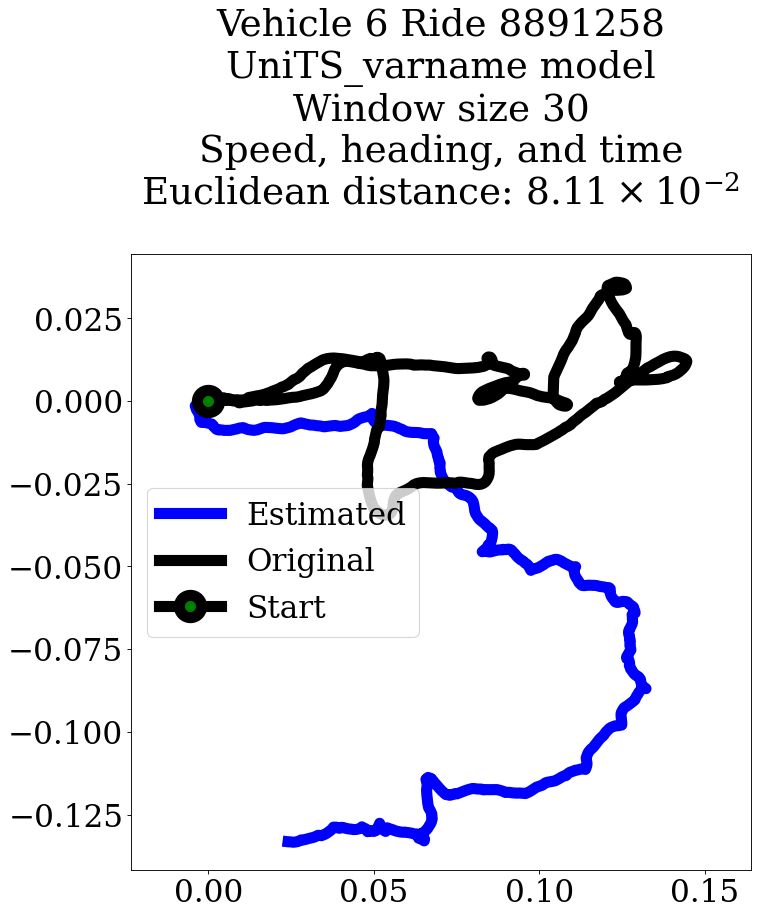 Vehicle 6 Ride 8891258
UniTS_varname model
Window size 30
Speed, heading, and time
Euclidean distance: 8.11 × 10⁻²
0.025
0.000
−0.025
−0.050
−0.075
−0.100
−0.125
Estimated
Original
Start
0.00 0.05 0.10 0.15